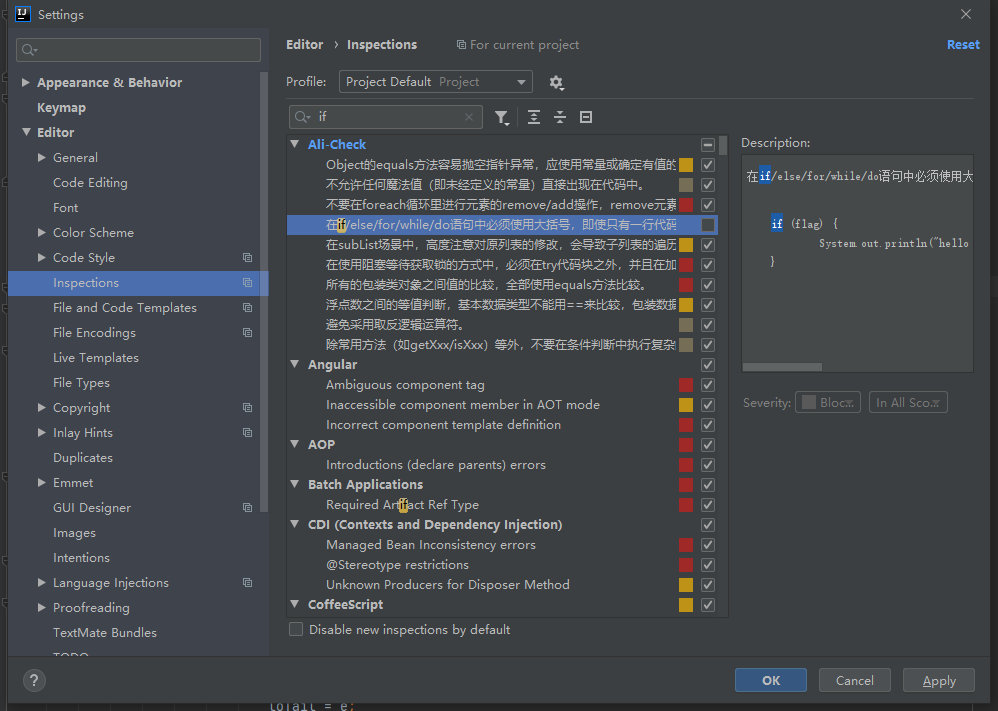 Settings
Appearance & Behavior
Keymap
Editor
General
Code Editing
Font
Color Scheme
Code Style
Inspections
File and Code Templates
File Encodings
Live Templates
File Types
Copyright
Inlay Hints
Duplicates
Emmet
GUI Designer
Images
Intentions
Language Injections
Proofreading
TextMate Bundles
TODO
Editor › Inspections
For current project
Reset
Profile:
Project Default Project
if
Ali-Check
Object的equals方法容易抛空指针异常，应使用常量或确定有值的
不允许任何魔法值（即未经定义的常量）直接出现在代码中。
不要在foreach循环里进行元素的remove/add操作，remove元素
在if/else/for/while/do语句中必须使用大括号，即使只有一行代码
在subList场景中，高度注意对原列表的修改，会导致子列表的遍历
在使用阻塞等待获取锁的方式中，必须在try代码块之外，并且在加
所有的包装类对象之间值的比较，全部使用equals方法比较。
浮点数之间的等值判断，基本数据类型不能用==来比较，包装数据
避免采用取反逻辑运算符。
除常用方法（如getXxx/isXxx）等外，不要在条件判断中执行复杂
Angular
Ambiguous component tag
Inaccessible component member in AOT mode
Incorrect component template definition
AOP
Introductions (declare parents) errors
Batch Applications
Required Artifact Ref Type
CDI (Contexts and Dependency Injection)
Managed Bean Inconsistency errors
@Stereotype restrictions
Unknown Producers for Disposer Method
CoffeeScript
Disable new inspections by default
Description:
在if/else/for/while/do语句中必须使用大
if (flag) {
System.out.println("hello
}
Severity:
Bloc...
In All Sco...
?
OK
Cancel
Apply
loTail = e;